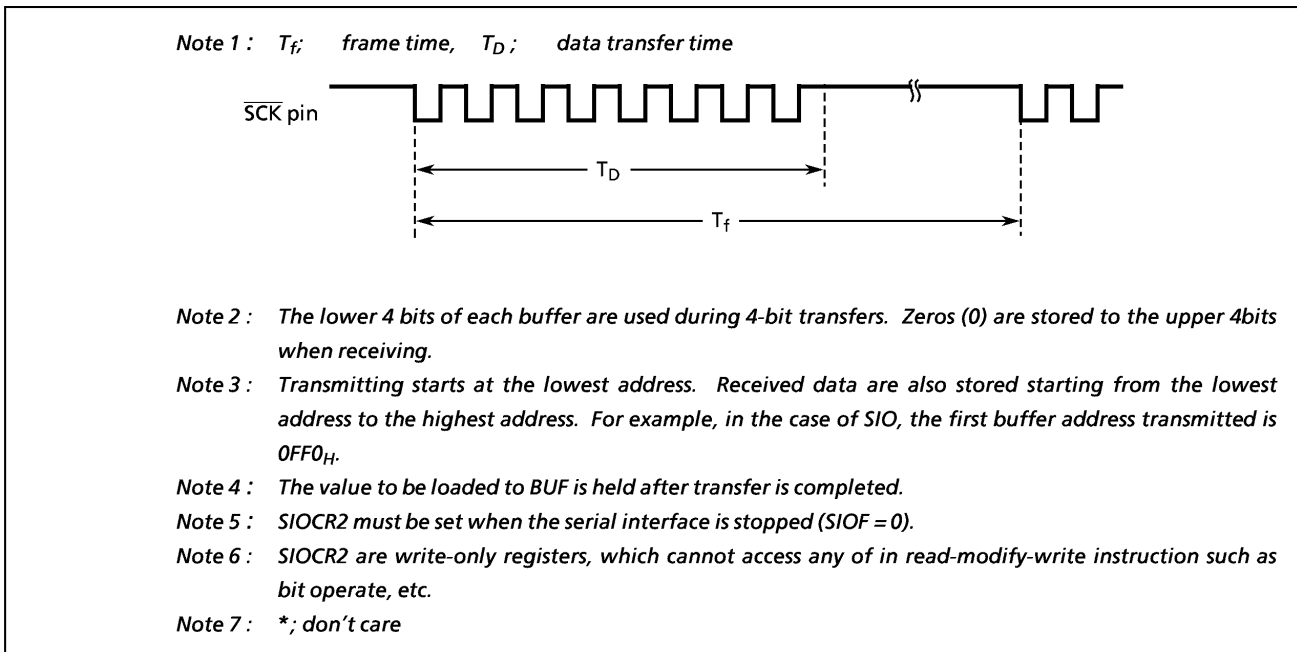 Note 1 : Tf; frame time, TD ; data transfer time
SCK pin
TD
Tf
Note 2 : The lower 4 bits of each buffer are used during 4-bit transfers. Zeros (0) are stored to the upper 4bits
when receiving.
Note 3 : Transmitting starts at the lowest address. Received data are also stored starting from the lowest
address to the highest address. For example, in the case of SIO, the first buffer address transmitted is
0FF0H.
Note 4 : The value to be loaded to BUF is held after transfer is completed.
Note 5 : SIOCR2 must be set when the serial interface is stopped (SIOF = 0).
Note 6 : SIOCR2 are write-only registers, which cannot access any of in read-modify-write instruction such as
bit operate, etc.
Note 7 : *; don't care